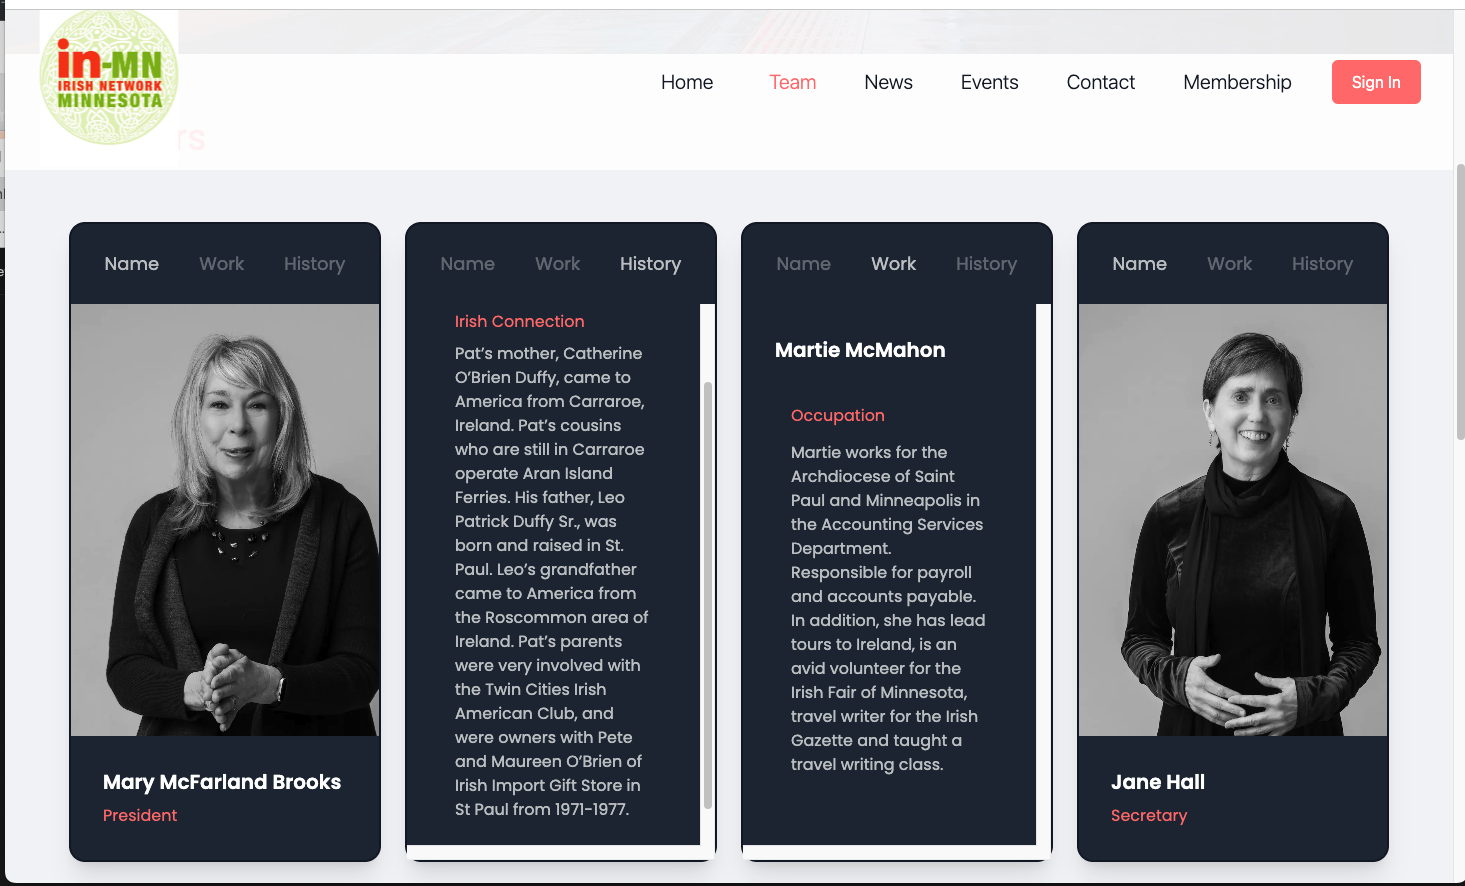 in-MN
IRISH NETWORK
MINNESOTA
Home
Team
News
Events
Contact
Membership
Sign In
rs
Name
Work
History
Mary McFarland Brooks
President
Name
Work
History
Irish Connection
Pat’s mother, Catherine
O’Brien Duffy, came to
America from Carraroe,
Ireland. Pat’s cousins
who are still in Carraroe
operate Aran Island
Ferries. His father, Leo
Patrick Duffy Sr., was
born and raised in St.
Paul. Leo’s grandfather
came to America from
the Roscommon area of
Ireland. Pat’s parents
were very involved with
the Twin Cities Irish
American Club, and
were owners with Pete
and Maureen O’Brien of
Irish Import Gift Store in
St Paul from 1971-1977.
Name
Work
History
Martie McMahon
Occupation
Martie works for the
Archdiocese of Saint
Paul and Minneapolis in
the Accounting Services
Department.
Responsible for payroll
and accounts payable.
In addition, she has lead
tours to Ireland, is an
avid volunteer for the
Irish Fair of Minnesota,
travel writer for the Irish
Gazette and taught a
travel writing class.
Name
Work
History
Jane Hall
Secretary